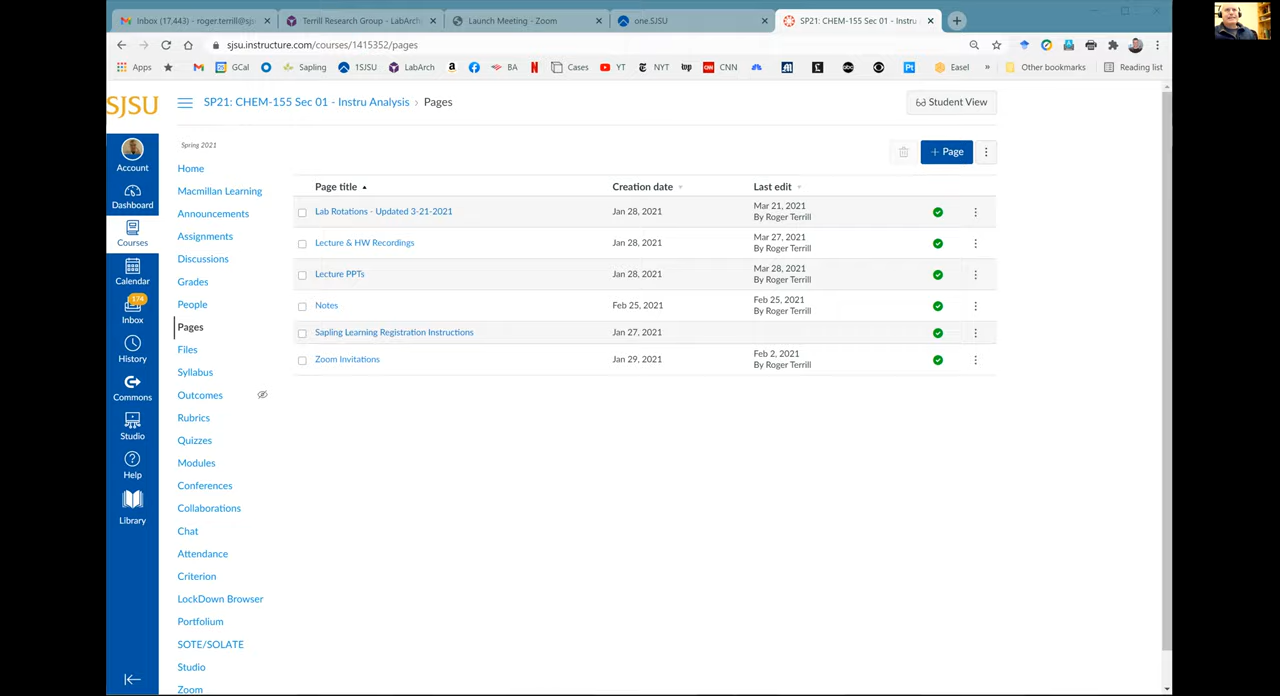 Inbox (17,443) - roger.terrill@sjs
Terrill Research Group - LabArch
Launch Meeting - Zoom
one.SJSU
SP21: CHEM-155 Sec 01 - Instru
sjsu.instructure.com/courses/1415352/pages
Apps
GCal
Sapling
1SJSU
LabArch
BA
Cases
YT
NYT
CNN
Easel
»
Other bookmarks
Reading list
SJSU
SP21: CHEM-155 Sec 01 - Instru Analysis › Pages
Student View
Account
Dashboard
Courses
Calendar
174
Inbox
History
Commons
Studio
Help
Library
Spring 2021
Home
Macmillan Learning
Announcements
Assignments
Discussions
Grades
People
Pages
Files
Syllabus
Outcomes
Rubrics
Quizzes
Modules
Conferences
Collaborations
Chat
Attendance
Criterion
LockDown Browser
Portfolium
SOTE/SOLATE
Studio
Zoom
+ Page
Page title Creation date Last edit
Lab Rotations - Updated 3-21-2021 Jan 28, 2021 Mar 21, 2021
By Roger Terrill
Lecture & HW Recordings Jan 28, 2021 Mar 27, 2021
By Roger Terrill
Lecture PPTs Jan 28, 2021 Mar 28, 2021
By Roger Terrill
Notes Feb 25, 2021 Feb 25, 2021
By Roger Terrill
Sapling Learning Registration Instructions Jan 27, 2021
Zoom Invitations Jan 29, 2021 Feb 2, 2021
By Roger Terrill